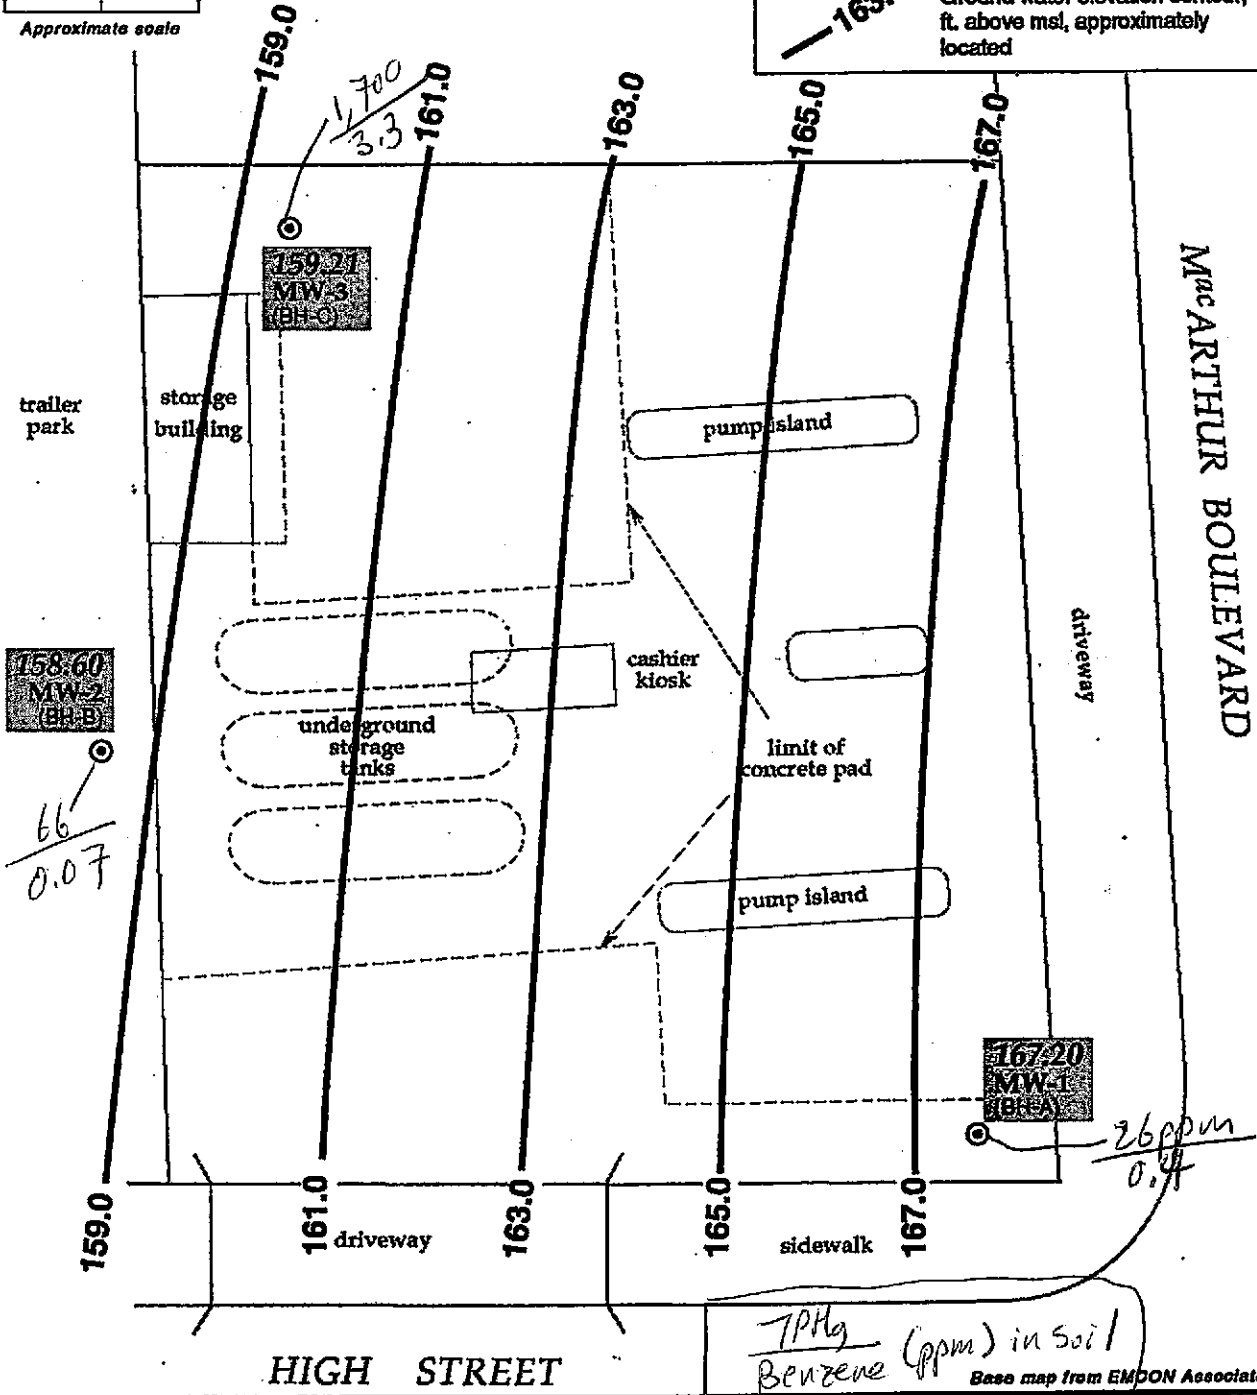 Approximate scale
ft. above msl, approximately
located
159.0
1,700
3.3
161.0
163.0
165.0
167.0
159.21
MW-3
(BH-C)
trailer
park
storage
building
pump island
MacARTHUR BOULEVARD
driveway
cashier
kiosk
158.60
MW-2
(BH-B)
underground
storage
tanks
limit of
concrete pad
66
0.07
pump island
167.20
MW-1
(BH-A)
26 ppm
0.4
159.0
161.0
163.0
165.0
167.0
driveway
sidewalk
HIGH STREET
TPHg
Benzene (ppm) in soil
Base map from EMCON